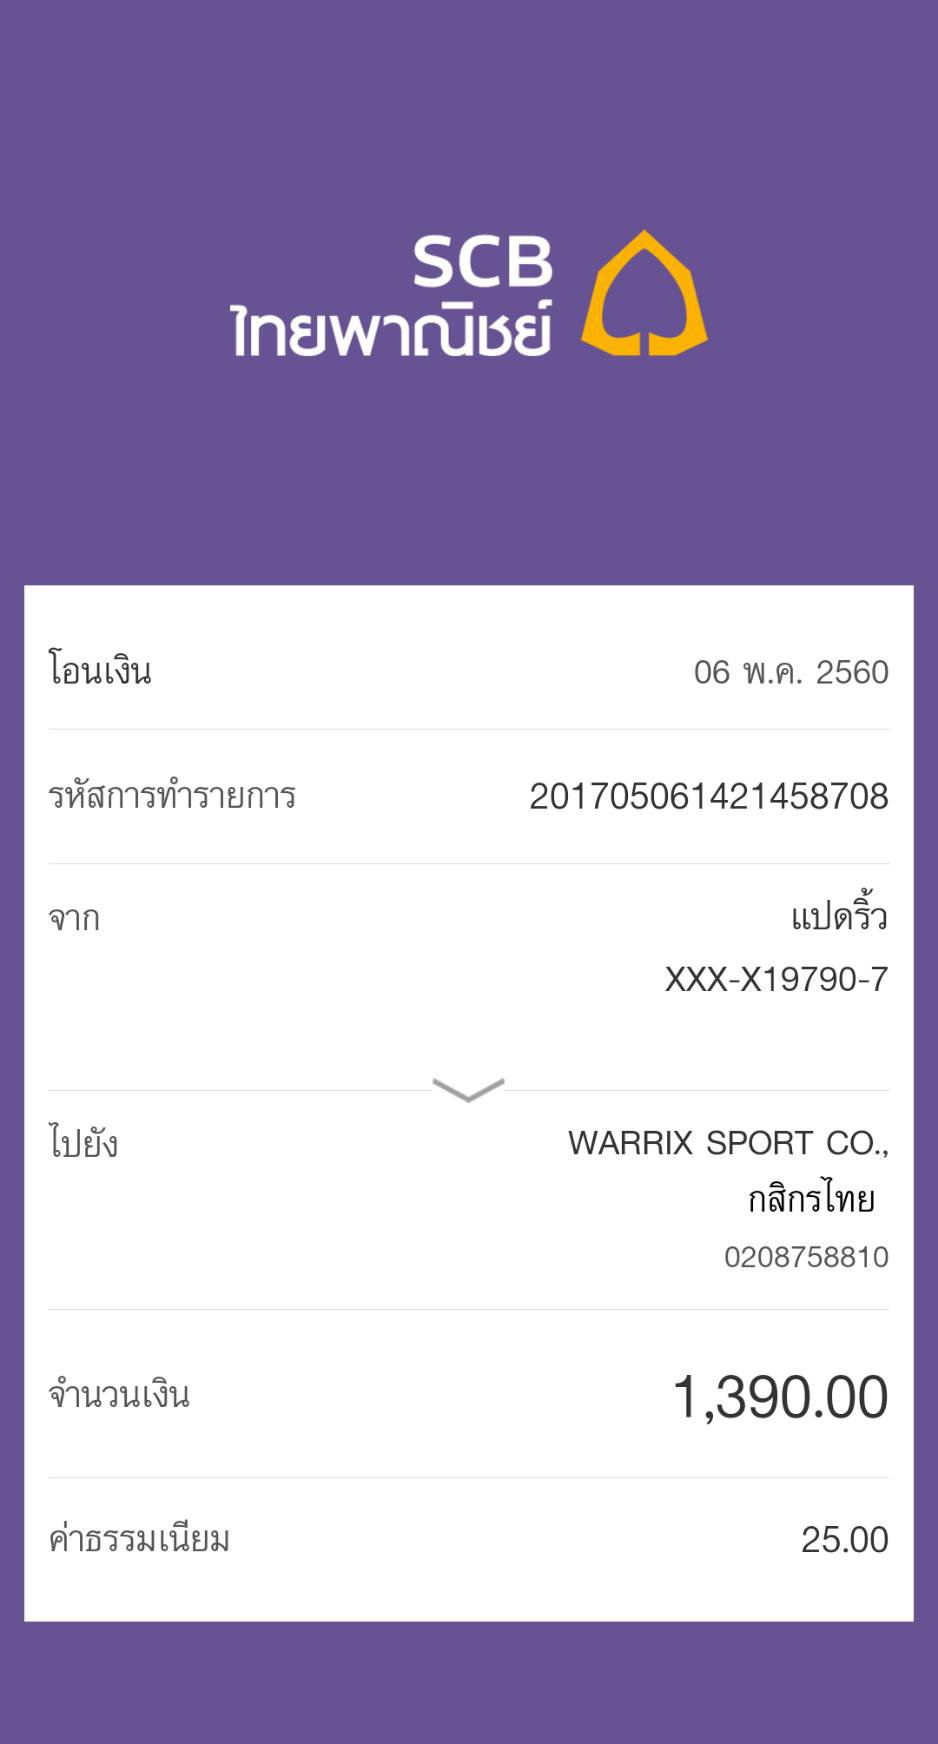 SCB
ไทยพาณิชย์
โอนเงิน 06 พ.ค. 2560
รหัสการทำรายการ 201705061421458708
จาก แปดริ้ว
XXX-X19790-7
ไปยัง WARRIX SPORT CO.,
กสิกรไทย
0208758810
จำนวนเงิน 1,390.00
ค่าธรรมเนียม 25.00